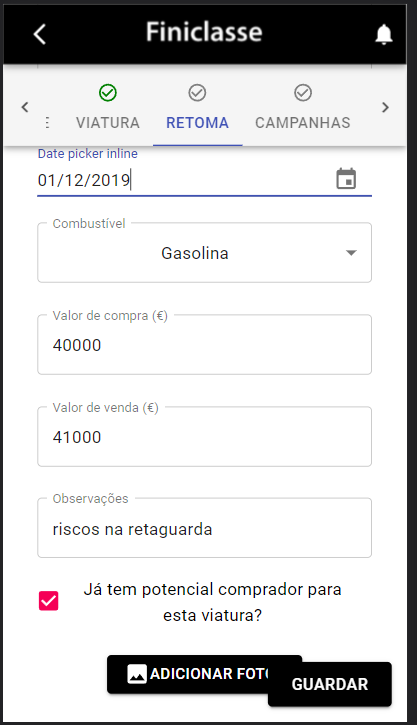 Finiclasse
E
VIATURA
RETOMA
CAMPANHAS
Date picker inline
01/12/2019
Combustível
Gasolina
Valor de compra (€)
40000
Valor de venda (€)
41000
Observações
riscos na retaguarda
Já tem potencial comprador para
esta viatura?
ADICIONAR FOTO
GUARDAR